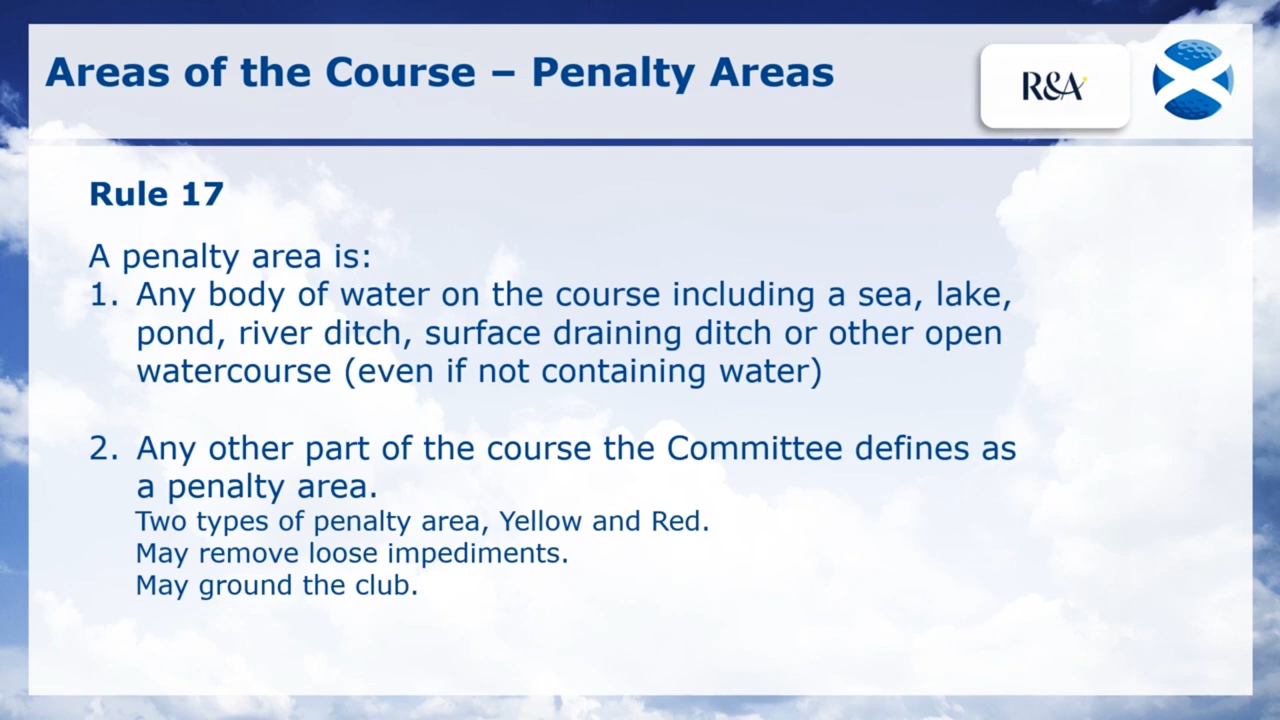 Areas of the Course – Penalty Areas
R&A
Rule 17
A penalty area is:
1. Any body of water on the course including a sea, lake,
pond, river ditch, surface draining ditch or other open
watercourse (even if not containing water)
2. Any other part of the course the Committee defines as
a penalty area.
Two types of penalty area, Yellow and Red.
May remove loose impediments.
May ground the club.